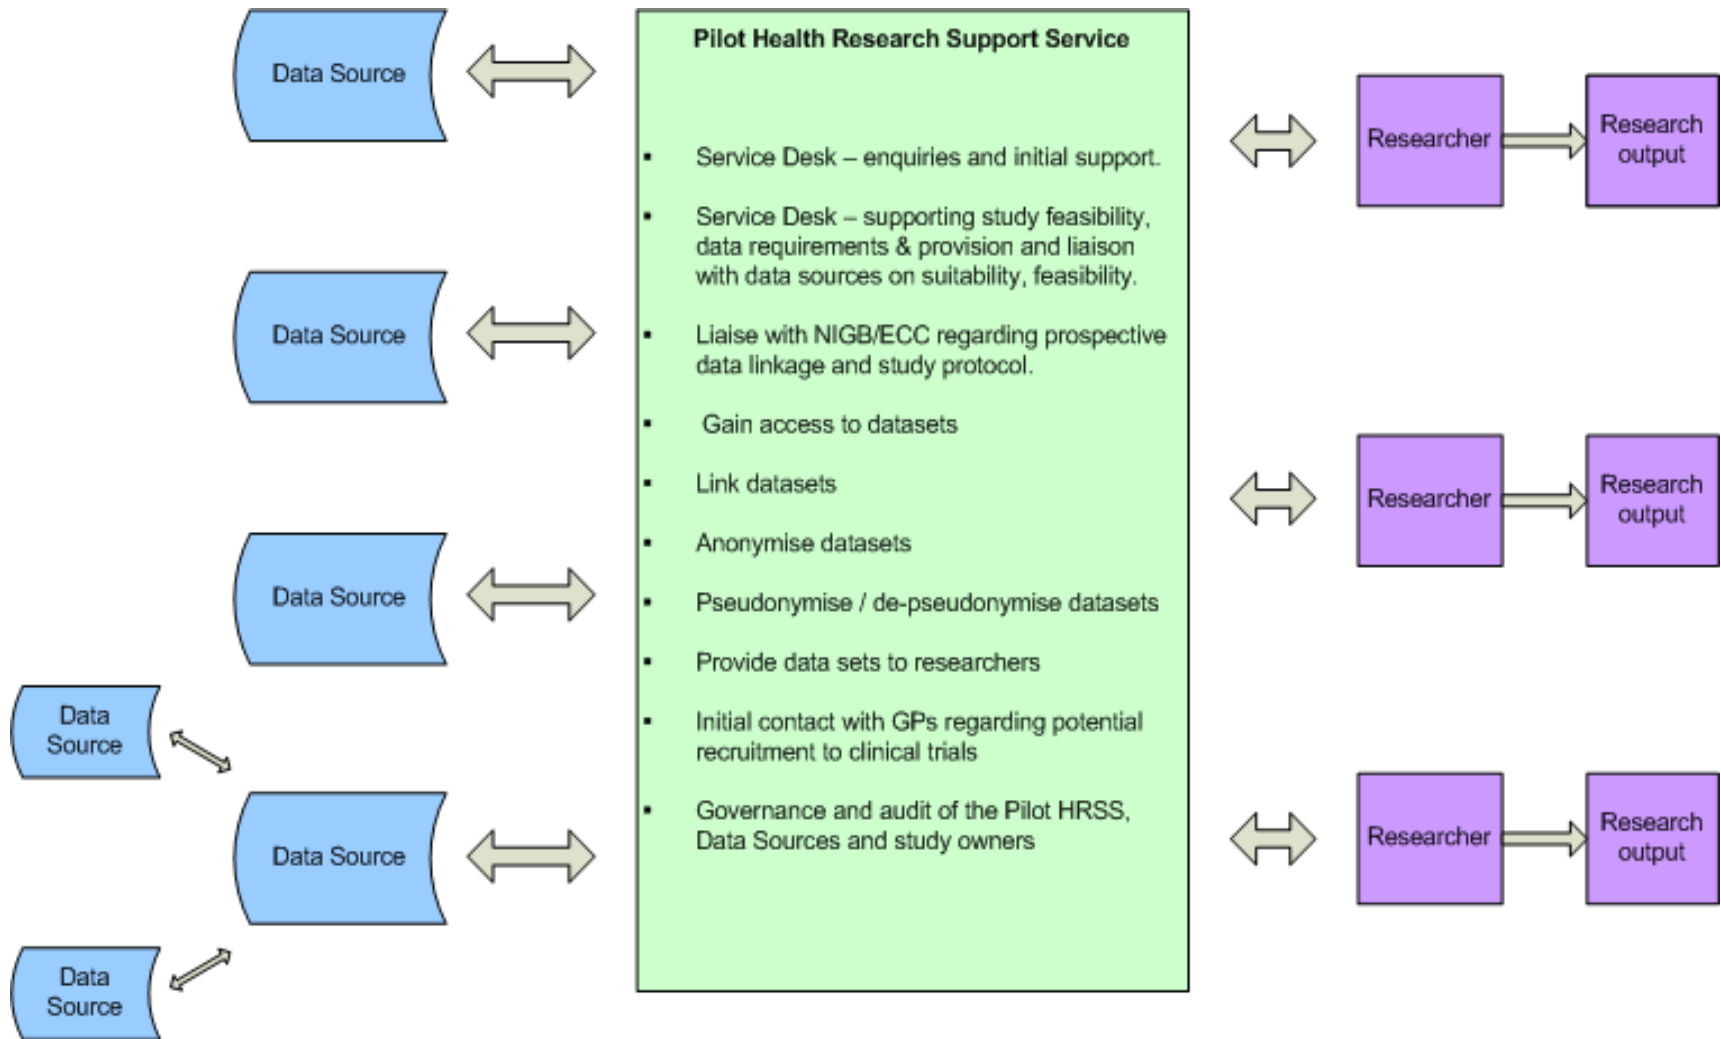 Data Source
Data Source
Data Source
Data
Source
Data Source
Data
Source
Pilot Health Research Support Service
▪ Service Desk – enquiries and initial support.
▪ Service Desk – supporting study feasibility,
data requirements & provision and liaison
with data sources on suitability, feasibility.
▪ Liaise with NIGB/ECC regarding prospective
data linkage and study protocol.
▪ Gain access to datasets
▪ Link datasets
▪ Anonymise datasets
▪ Pseudonymise / de-pseudonymise datasets
▪ Provide data sets to researchers
▪ Initial contact with GPs regarding potential
recruitment to clinical trials
▪ Governance and audit of the Pilot HRSS,
Data Sources and study owners
Researcher
Research
output
Researcher
Research
output
Researcher
Research
output